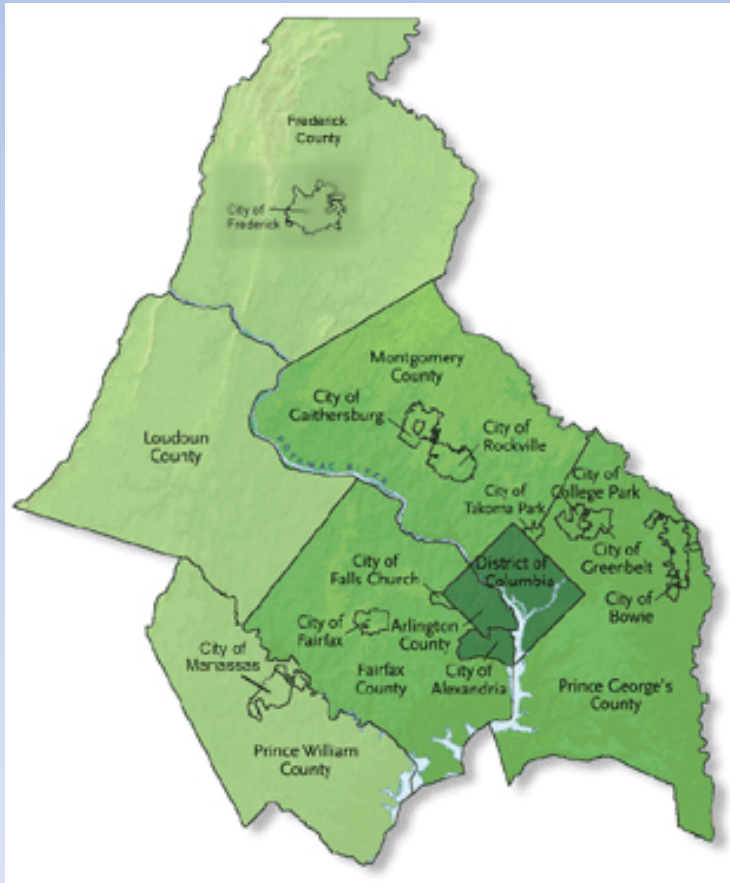 Frederick
County
City of
Frederick
Montgomery
County
City of
Gaithersburg
Loudoun
County
City of
Rockville
POTOMAC RIVER
City of
College Park
City of
Takoma Park
City of
Greenbelt
City of
Falls Church
District of
Columbia
City of
Bowie
City of
Fairfax
Arlington
County
City of
Manassas
Fairfax
County
City of
Alexandria
Prince George's
County
Prince William
County